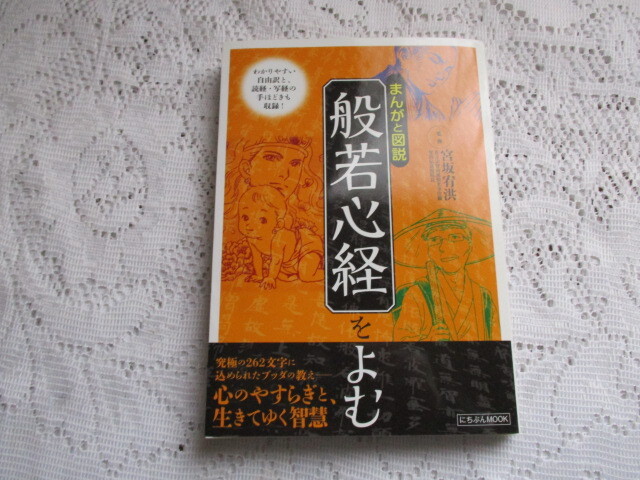 わかりやすい
自由訳と、
読経・写経の
手ほどきも
収録!
まんがと図説
般若心経をよむ
宮坂宥洪
究極の262文字に
込められたブッダの教え
心のやすらぎと、
生きてゆく智慧
にちぶんMOOK